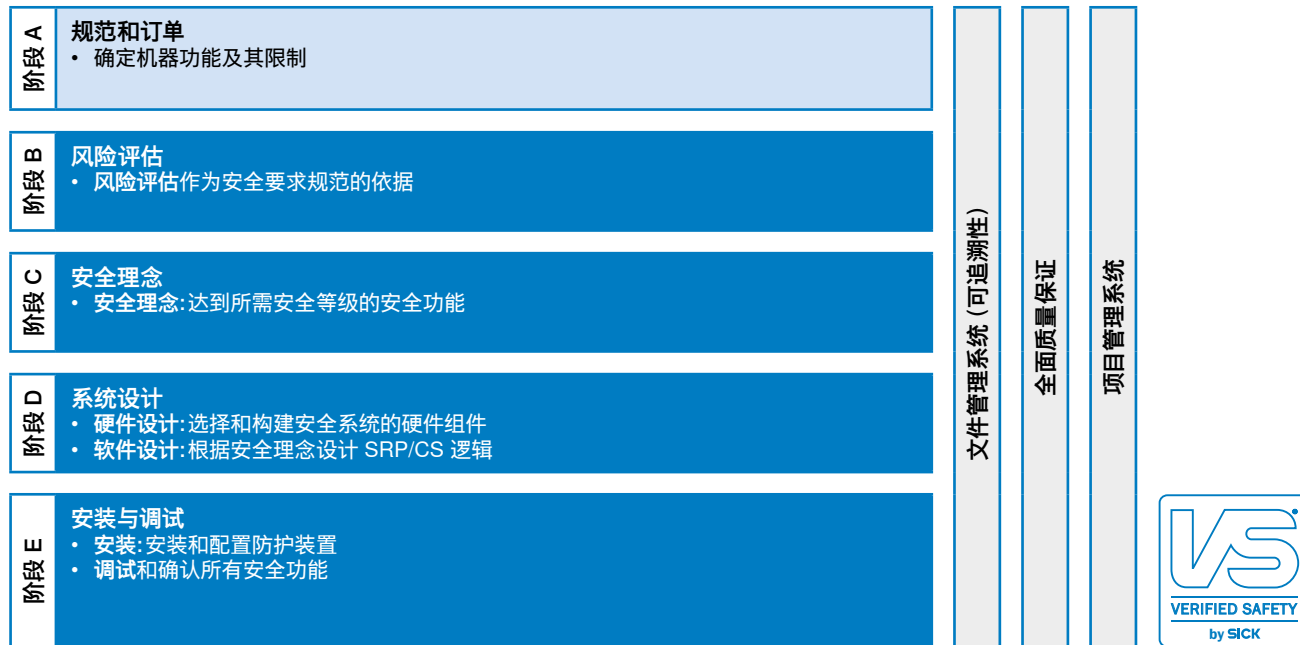 阶段 A
规范和订单
• 确定机器功能及其限制
阶段 B
风险评估
• 风险评估作为安全要求规范的依据
阶段 C
安全理念
• 安全理念:达到所需安全等级的安全功能
阶段 D
系统设计
• 硬件设计:选择和构建安全系统的硬件组件
• 软件设计:根据安全理念设计 SRP/CS 逻辑
阶段 E
安装与调试
• 安装:安装和配置防护装置
• 调试和确认所有安全功能
文件管理系统 (可追溯性)
全面质量保证
项目管理系统
VS
VERIFIED SAFETY
by SICK